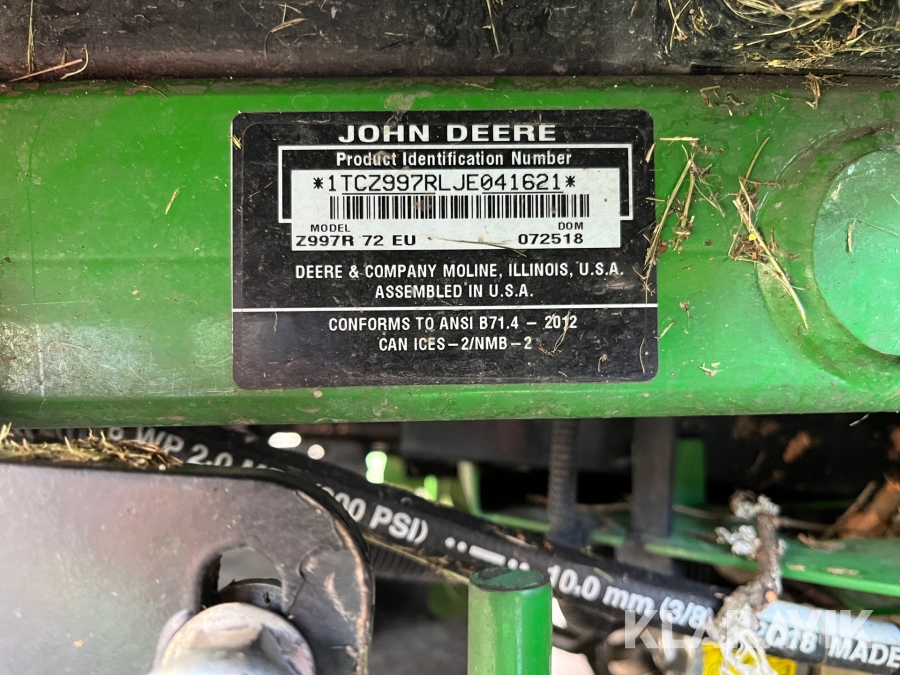 JOHN DEERE
Product Identification Number
*1TCZ997RLJE041621*
MODEL DOM
Z997R 72 EU 072518
DEERE & COMPANY MOLINE, ILLINOIS, U.S.A.
ASSEMBLED IN U.S.A.
CONFORMS TO ANSI B71.4 - 2012
CAN ICES-2/NMB-2
WP 2.0
PSI)
10.0 mm (3/8
MADE
KLARAVIK